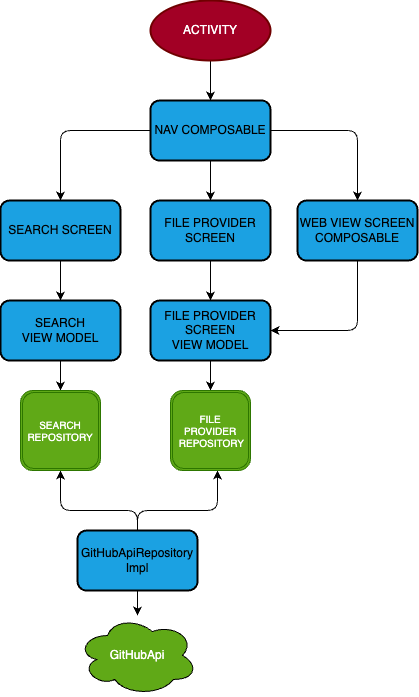 ACTIVITY
NAV COMPOSABLE
SEARCH SCREEN
FILE PROVIDER
SCREEN
WEB VIEW SCREEN
COMPOSABLE
SEARCH
VIEW MODEL
FILE PROVIDER
SCREEN
VIEW MODEL
SEARCH
REPOSITORY
FILE
PROVIDER
REPOSITORY
GitHubApiRepository
Impl
GitHubApi